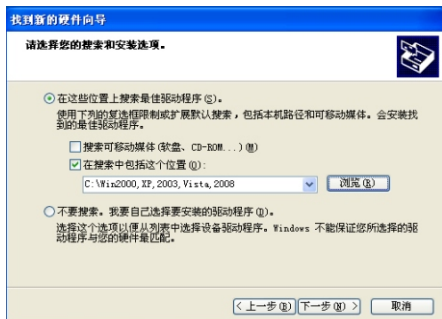 找到新的硬件向导
请选择您的搜索和安装选项。
在这些位置上搜索最佳驱动程序(S)。
使用下列的复选框限制或扩展默认搜索，包括本机路径和可移动媒体。会安装找
到的最佳驱动程序。
搜索可移动媒体(软盘、CD-ROM...)(M)
在搜索中包括这个位置(O):
C:\Win2000,XP,2003,Vista,2008
浏览(R)
不要搜索。我要自己选择要安装的驱动程序(D)。
选择这个选项以便从列表中选择设备驱动程序。Windows 不能保证您所选择的驱
动程序与您的硬件最匹配。
< 上一步(B) 下一步(N) > 取消